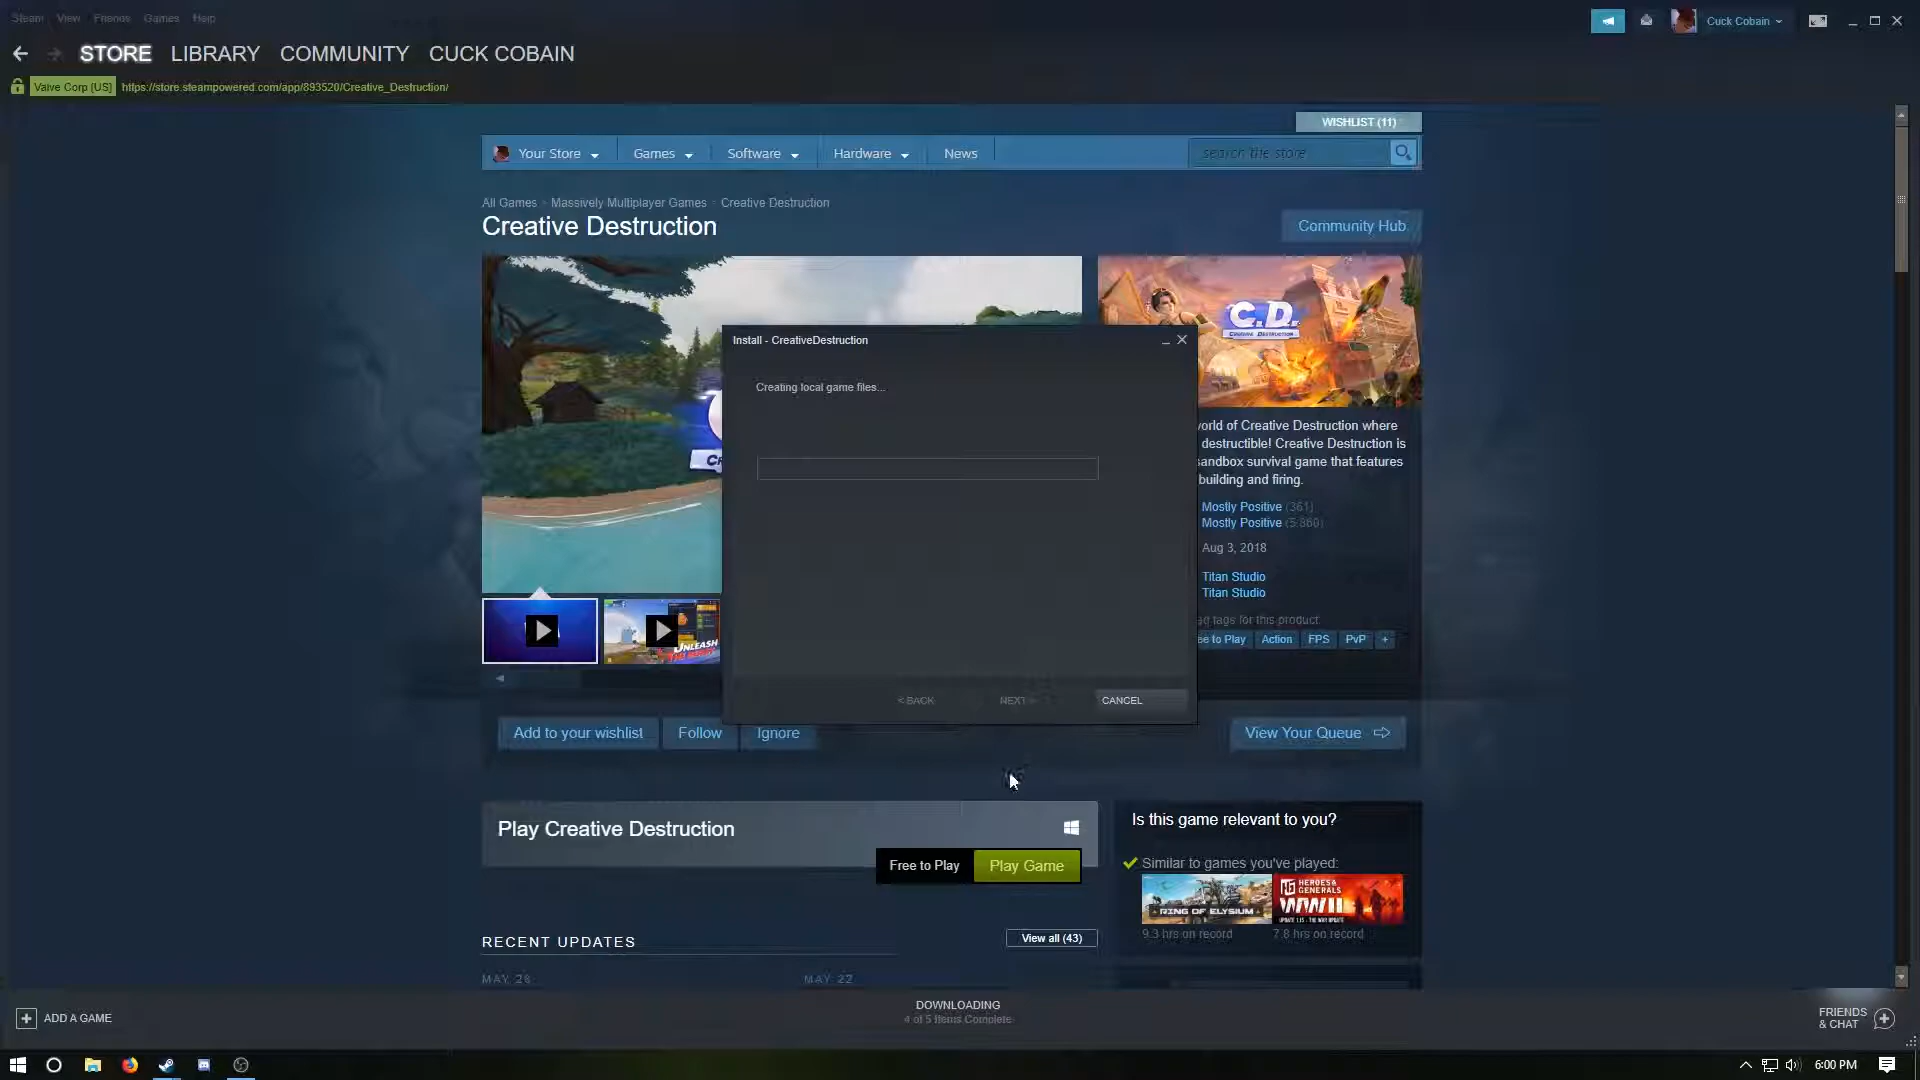 Steam View Friends Games Help
Cuck Cobain
STORE LIBRARY COMMUNITY CUCK COBAIN
Valve Corp [US] https://store.steampowered.com/app/893520/Creative_Destruction/
WISHLIST (11)
Your Store Games Software Hardware News search the store
All Games Massively Multiplayer Games Creative Destruction
Creative Destruction
Community Hub
C.D.
CREATIVE DESTRUCTION
Install - CreativeDestruction
Creating local game files...
< BACK NEXT > CANCEL
world of Creative Destruction where
destructible! Creative Destruction is
sandbox survival game that features
building and firing.
Mostly Positive (361)
Mostly Positive (5,860)
Aug 3, 2018
Titan Studio
Titan Studio
tags for this product
ee to Play Action FPS PvP +
UNLEASH
Add to your wishlist Follow Ignore
View Your Queue
Play Creative Destruction
Free to Play Play Game
Is this game relevant to you?
Similar to games you've played:
RING OF ELYSIUM
HEROES & GENERALS
WWII
9.3 hrs on record 7.8 hrs on record
RECENT UPDATES View all (43)
MAY 28 MAY 22
ADD A GAME
DOWNLOADING
4 of 5 Items Complete
FRIENDS
& CHAT
6:00 PM